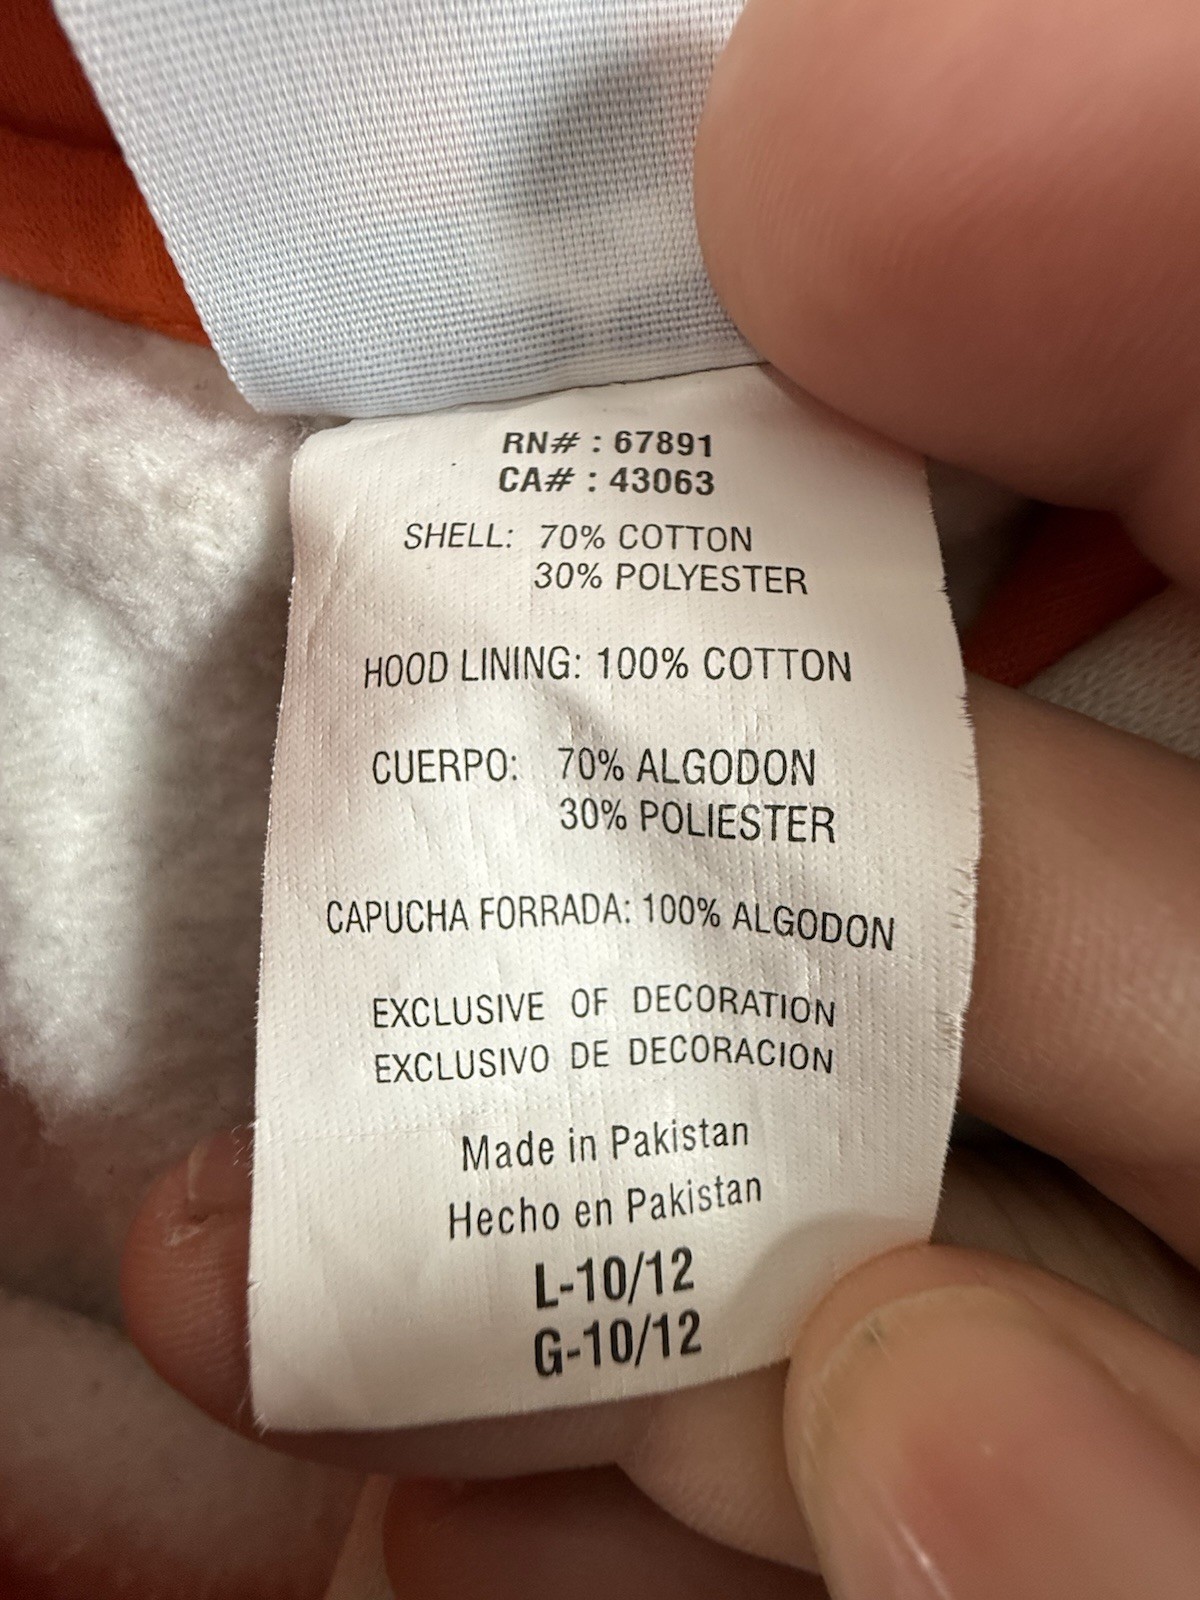 RN# : 67891
CA# : 43063
SHELL: 70% COTTON
30% POLYESTER
HOOD LINING: 100% COTTON
CUERPO: 70% ALGODON
30% POLIESTER
CAPUCHA FORRADA: 100% ALGODON
EXCLUSIVE OF DECORATION
EXCLUSIVO DE DECORACION
Made in Pakistan
Hecho en Pakistan
L-10/12
G-10/12